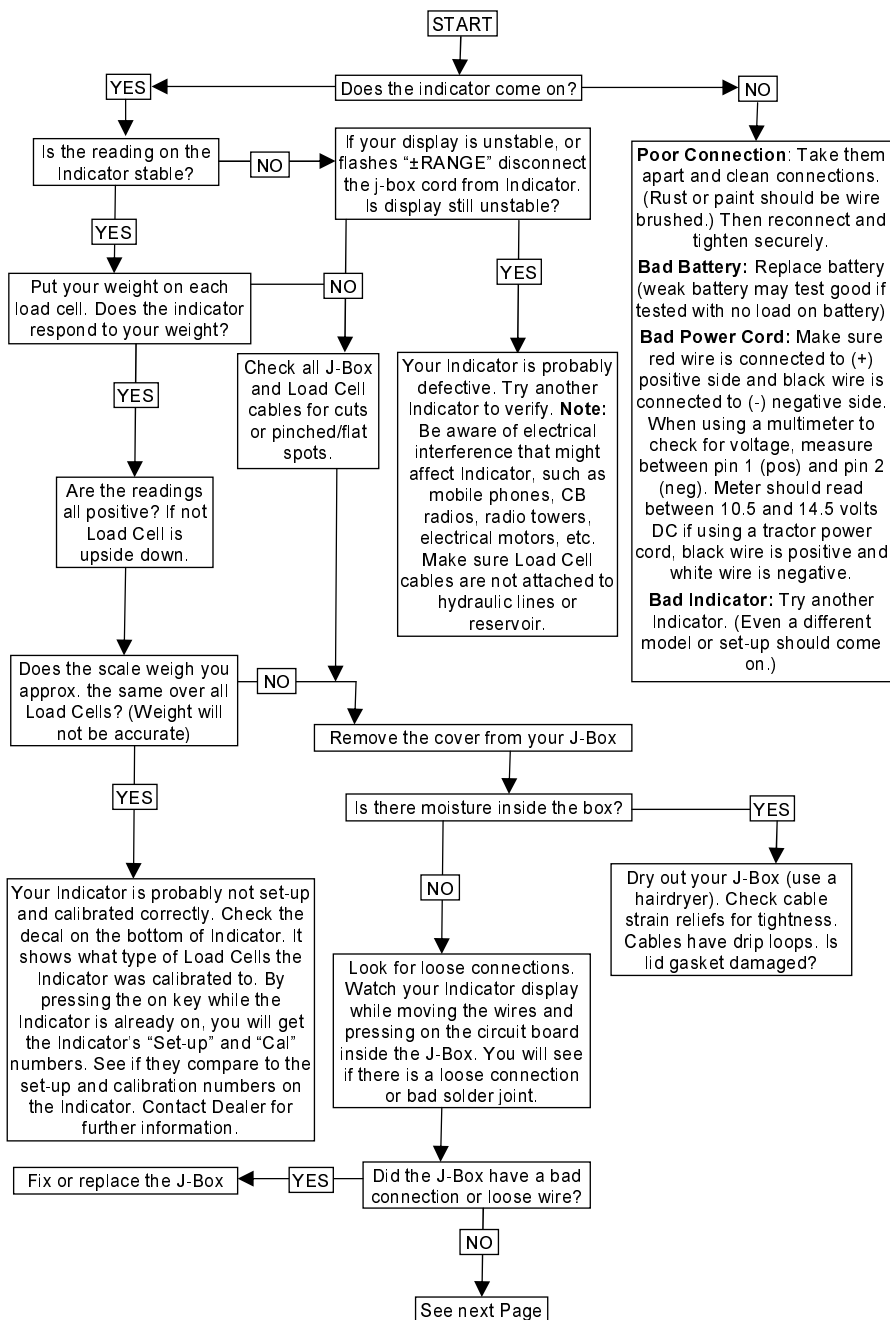 START
Does the indicator come on?
YES
NO
Is the reading on the
Indicator stable?
NO
If your display is unstable, or
flashes “±RANGE” disconnect
the j-box cord from Indicator.
Is display still unstable?
Poor Connection: Take them
apart and clean connections.
(Rust or paint should be wire
brushed.) Then reconnect and
tighten securely.
Bad Battery: Replace battery
(weak battery may test good if
tested with no load on battery)
Bad Power Cord: Make sure
red wire is connected to (+)
positive side and black wire is
connected to (-) negative side.
When using a multimeter to
check for voltage, measure
between pin 1 (pos) and pin 2
(neg). Meter should read
between 10.5 and 14.5 volts
DC if using a tractor power
cord, black wire is positive and
white wire is negative.
Bad Indicator: Try another
Indicator. (Even a different
model or set-up should come
on.)
YES
NO
YES
Put your weight on each
load cell. Does the indicator
respond to your weight?
Check all J-Box
and Load Cell
cables for cuts
or pinched/flat
spots.
Your Indicator is probably
defective. Try another
Indicator to verify. Note:
Be aware of electrical
interference that might
affect Indicator, such as
mobile phones, CB
radios, radio towers,
electrical motors, etc.
Make sure Load Cell
cables are not attached to
hydraulic lines or
reservoir.
YES
Are the readings
all positive? If not
Load Cell is
upside down.
Does the scale weigh you
approx. the same over all
Load Cells? (Weight will
not be accurate)
NO
Remove the cover from your J-Box
YES
Is there moisture inside the box?
YES
Your Indicator is probably not set-up
and calibrated correctly. Check the
decal on the bottom of Indicator. It
shows what type of Load Cells the
Indicator was calibrated to. By
pressing the on key while the
Indicator is already on, you will get
the Indicator's “Set-up” and “Cal”
numbers. See if they compare to the
set-up and calibration numbers on
the Indicator. Contact Dealer for
further information.
NO
Dry out your J-Box (use a
hairdryer). Check cable
strain reliefs for tightness.
Cables have drip loops. Is
lid gasket damaged?
Look for loose connections.
Watch your Indicator display
while moving the wires and
pressing on the circuit board
inside the J-Box. You will see
if there is a loose connection
or bad solder joint.
Did the J-Box have a bad
connection or loose wire?
YES
Fix or replace the J-Box
NO
See next Page